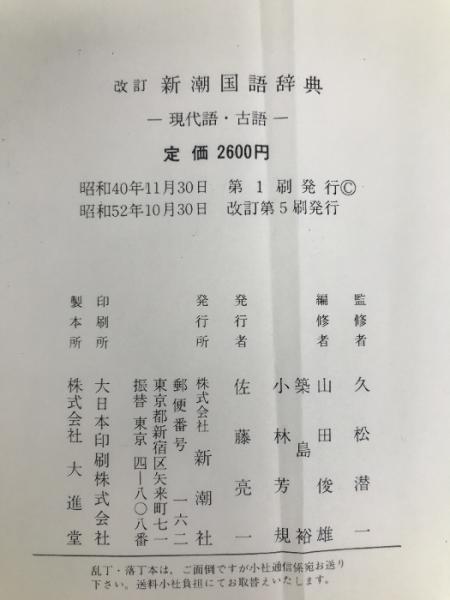 改訂 新潮国語辞典
―現代語・古語―
定価 2600円
昭和40年11月30日 第1刷発行©
昭和52年10月30日 改訂第5刷発行
監修者 久松潜一
編修者 山田俊雄
築島裕
小林芳規
発行者 佐藤亮一
発行所 株式会社 新潮社
郵便番号 一六二
東京都新宿区矢来町七一
振替 東京 四―八〇八番
印刷所 大日本印刷株式会社
製本所 株式会社 大進堂
乱丁・落丁本は、ご面倒ですが小社通信係宛お送り
下さい。送料小社負担にてお取替えいたします。